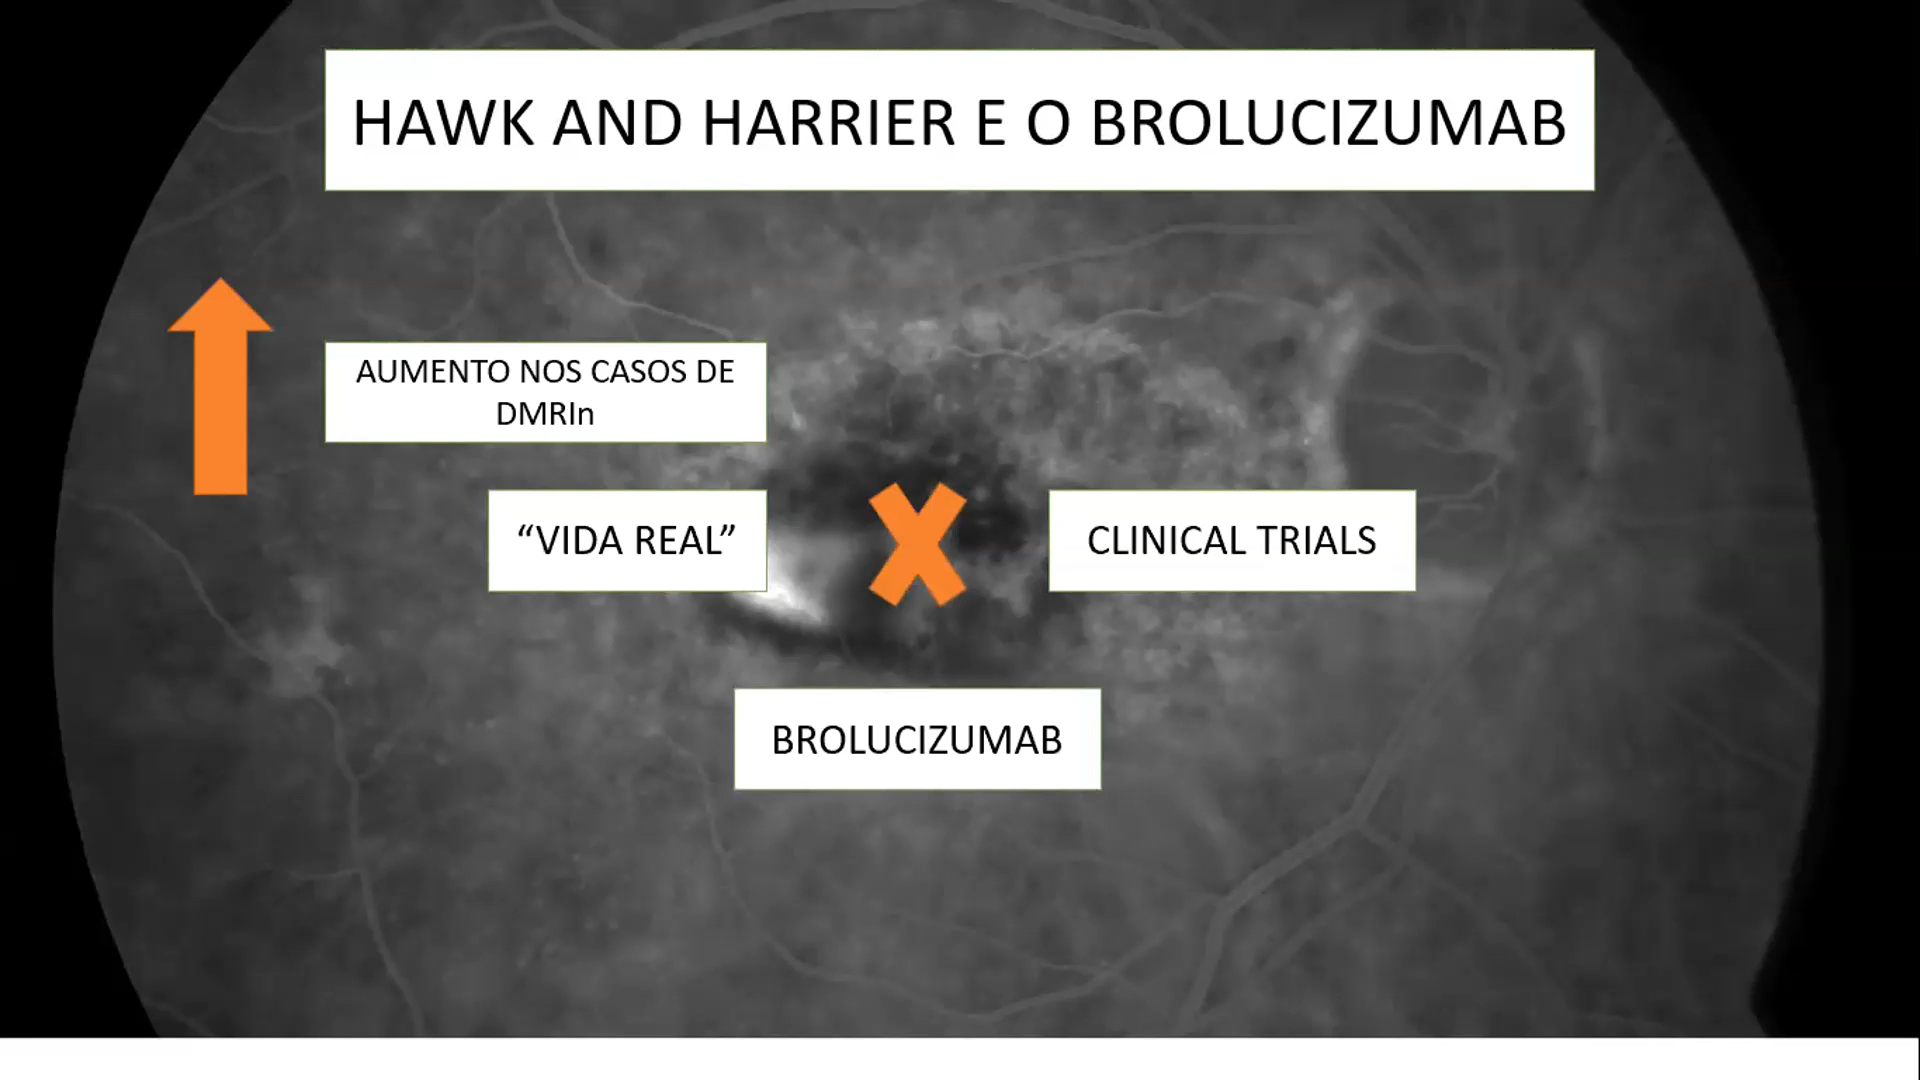 HAWK AND HARRIER E O BROLUCIZUMAB
AUMENTO NOS CASOS DE
DMRIn
“VIDA REAL”
CLINICAL TRIALS
BROLUCIZUMAB